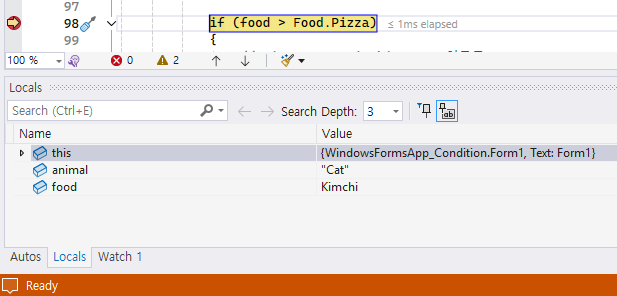 97
98 if (food > Food.Pizza) ≤ 1ms elapsed
99 {
100 % 0 2
Locals
Search (Ctrl+E) Search Depth: 3
Name Value
this {WindowsFormsApp_Condition.Form1, Text: Form1}
animal "Cat"
food Kimchi
Autos Locals Watch 1
Ready